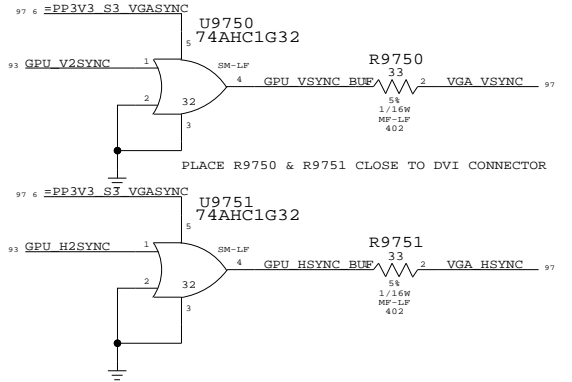 97 6 =PP3V3_S3_VGASYNC
U9750
74AHC1G32
5
R9750
93 GPU_V2SYNC 1 SM-LF 33
4 GPU_VSYNC_BUF 1 2 VGA_VSYNC 97
2 32 5%
1/16W
3 MF-LF
402
PLACE R9750 & R9751 CLOSE TO DVI CONNECTOR
97 6 =PP3V3_S3_VGASYNC
U9751
74AHC1G32
5
R9751
93 GPU_H2SYNC 1 SM-LF 33
4 GPU_HSYNC_BUF 1 2 VGA_HSYNC 97
2 32 5%
1/16W
3 MF-LF
402